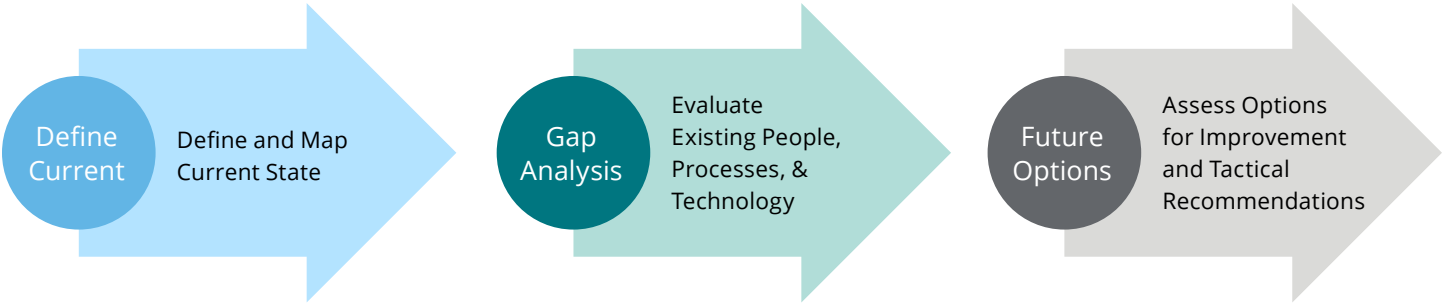 Define
Current
Define and Map
Current State
Gap
Analysis
Evaluate
Existing People,
Processes, &
Technology
Future
Options
Assess Options
for Improvement
and Tactical
Recommendations